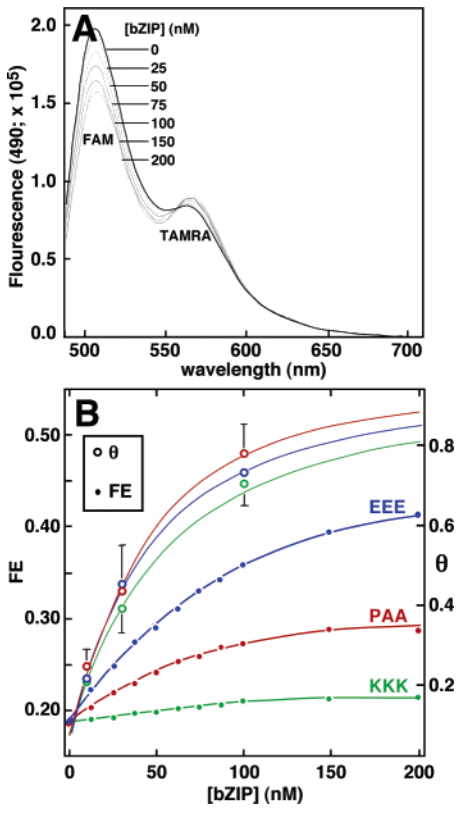 A
[bZIP] (nM)
0
25
50
75
100
150
200
FAM
TAMRA
Flourescence (490; x 10⁵)
2.0
1.5
1.0
0.5
0.0
500 550 600 650 700
wavelength (nm)
B
θ
FE
EEE
PAA
KKK
FE
0.50
0.40
0.30
0.20
θ
0.8
0.6
0.4
0.2
0 50 100 150 200
[bZIP] (nM)